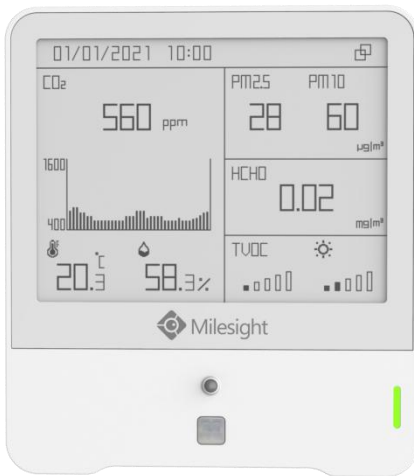 01/01/2021 10:00
CO₂
560 ppm
1600
400
20.3 ℃
58.3%
PM2.5 PM10
28 60
µg/m³
HCHO
0.02
mg/m³
TVOC
Milesight